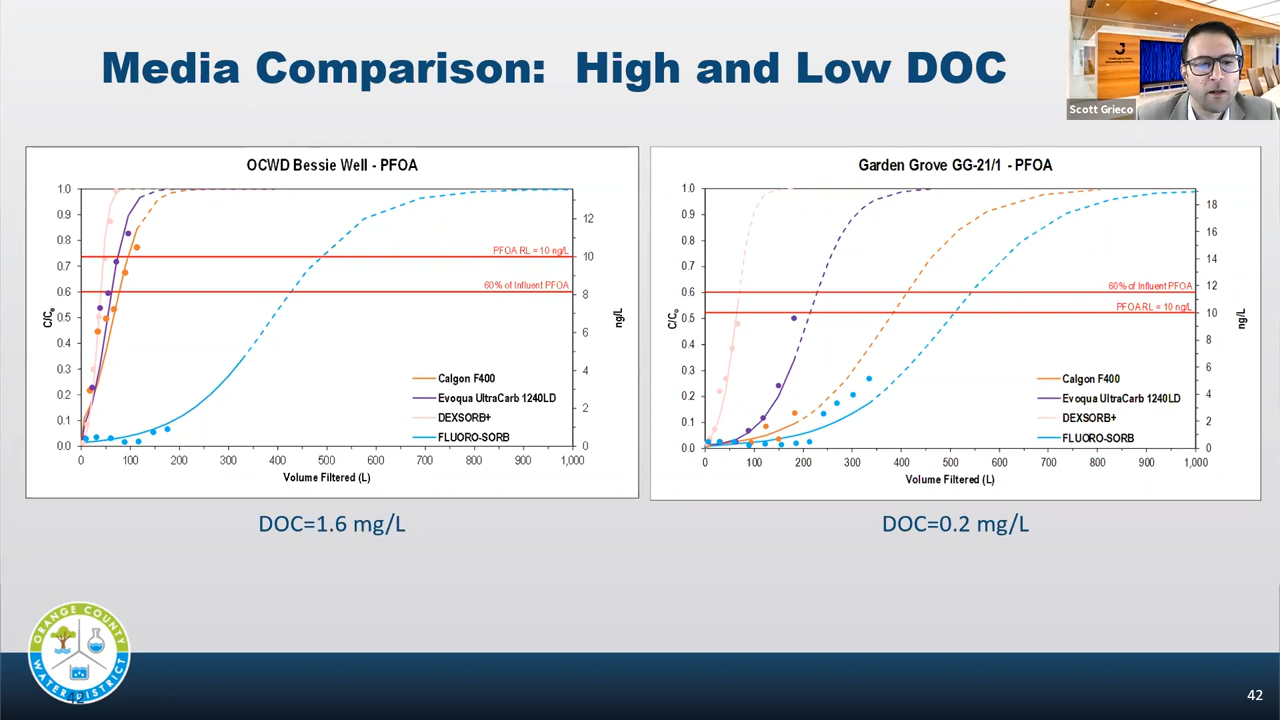 Media Comparison: High and Low DOC
Scott Grieco
OCWD Bessie Well - PFOA
1.0
0.9
0.8
0.7
0.6
0.5
0.4
0.3
0.2
0.1
0.0
C/C₀
0
100
200
300
400
500
600
700
800
900
1,000
Volume Filtered (L)
12
10
8
6
4
2
0
ng/L
PFOA RL = 10 ng/L
60% of Influent PFOA
Calgon F400
Evoqua UltraCarb 1240LD
DEXSORB+
FLUORO-SORB
DOC=1.6 mg/L
Garden Grove GG-21/1 - PFOA
1.0
0.9
0.8
0.7
0.6
0.5
0.4
0.3
0.2
0.1
0.0
C/C₀
0
100
200
300
400
500
600
700
800
900
1,000
Volume Filtered (L)
18
16
14
12
10
8
6
4
2
0
ng/L
60% of Influent PFOA
PFOA RL = 10 ng/L
Calgon F400
Evoqua UltraCarb 1240LD
DEXSORB+
FLUORO-SORB
DOC=0.2 mg/L
ORANGE COUNTY
WATER DISTRICT
42
42